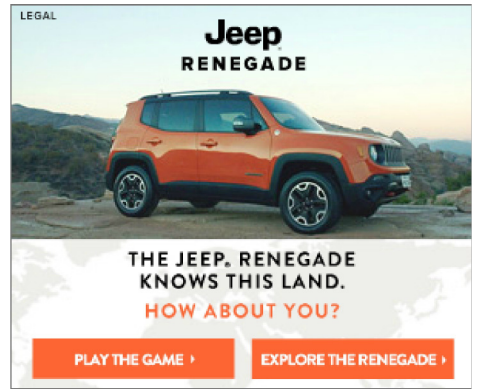 LEGAL
Jeep®
RENEGADE
THE JEEP® RENEGADE
KNOWS THIS LAND.
HOW ABOUT YOU?
PLAY THE GAME
EXPLORE THE RENEGADE